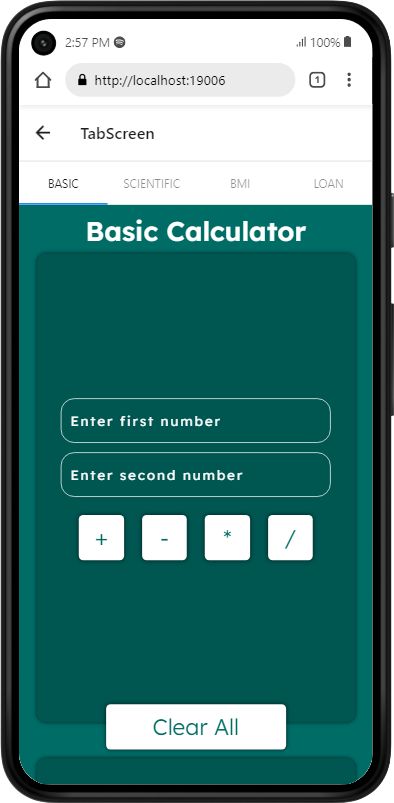 2:57 PM 100%
http://localhost:19006 1
TabScreen
BASIC SCIENTIFIC BMI LOAN
Basic Calculator
Enter first number
Enter second number
+ - * /
Clear All